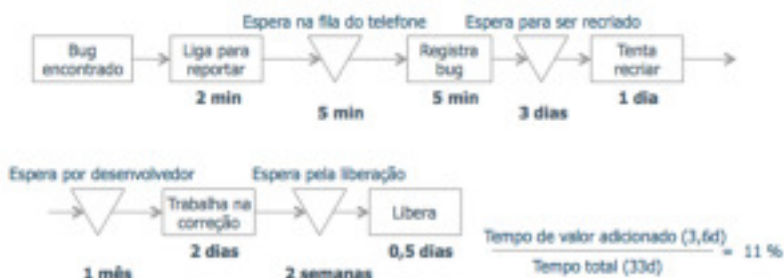 Espera na fila do telefone
Espera para ser recriado
Bug
encontrado
Liga para
reportar
Registra
bug
Tenta
recriar
2 min
5 min
5 min
3 dias
1 dia
Espera por desenvolvedor
Espera pela liberação
Trabalha na
correção
Libera
1 mês
2 dias
2 semanas
0,5 dias
Tempo de valor adicionado (3,6d)
Tempo total (33d)
= 11 %